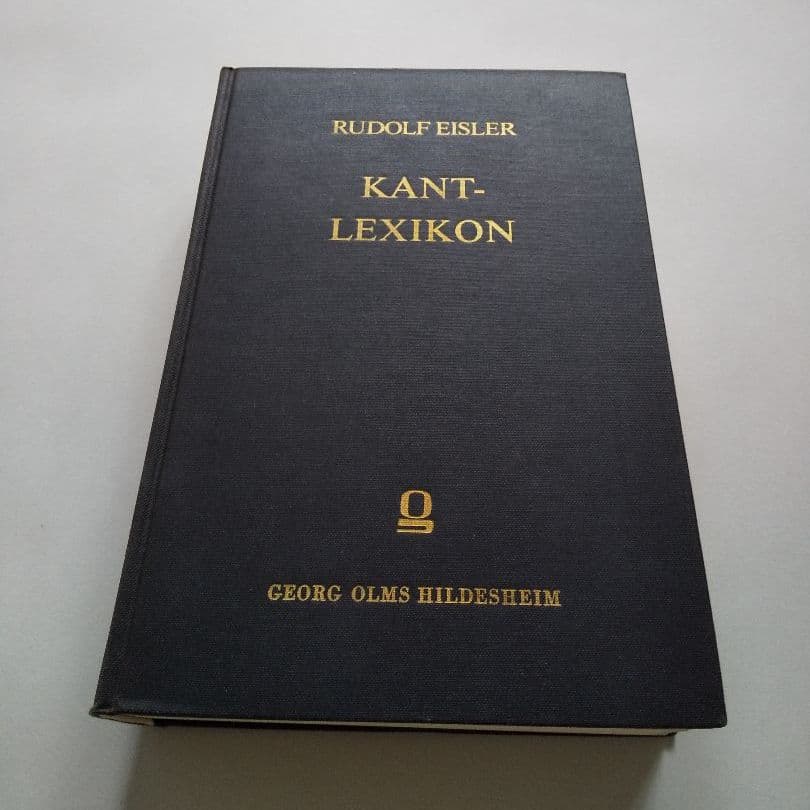 RUDOLF EISLER
KANT-
LEXIKON
GEORG OLMS HILDESHEIM